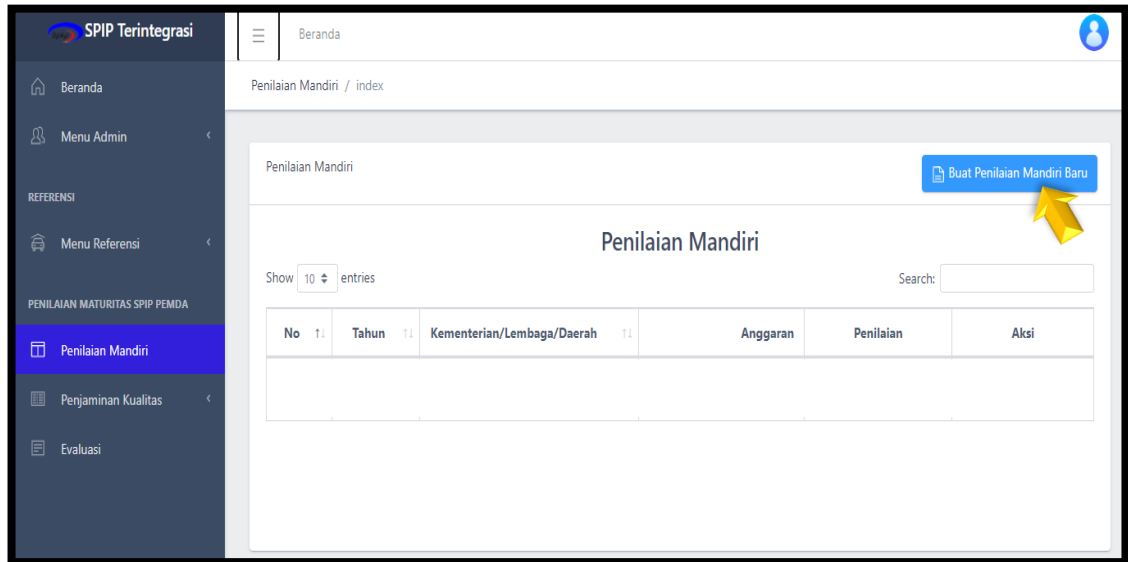 SPIP Terintegrasi
Beranda
Menu Admin
REFERENSI
Menu Referensi
PENILAIAN MATURITAS SPIP PEMDA
Penilaian Mandiri
Penjaminan Kualitas
Evaluasi
Beranda
Penilaian Mandiri / index
Penilaian Mandiri
Buat Penilaian Mandiri Baru
Penilaian Mandiri
Show 10 entries
Search:
No Tahun Kementerian/Lembaga/Daerah Anggaran Penilaian Aksi